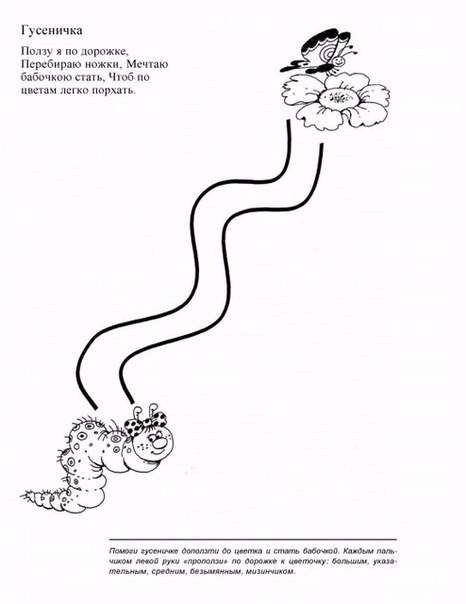 Гусеничка
Ползу я по дорожке,
Перебираю ножки, Мечтаю
бабочкою стать, Чтоб по
цветам легко порхать.
Помоги гусеничке доползти до цветка и стать бабочкой. Каждым паль-
чиком левой руки «проползи» по дорожке к цветочку: большим, указа-
тельным, средним, безымянным, мизинчиком.